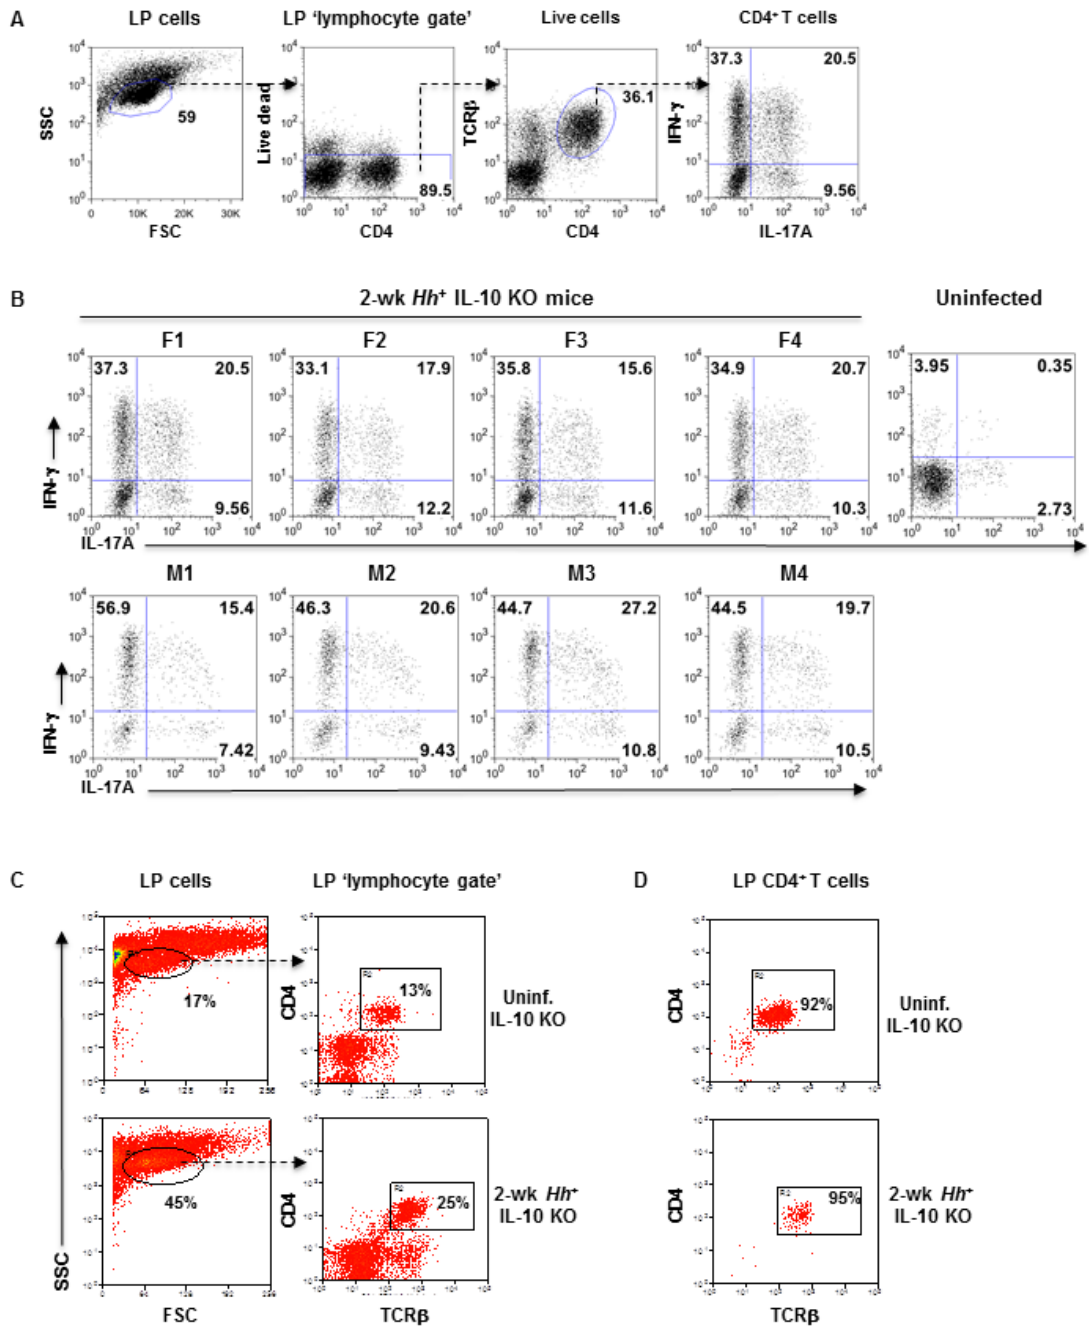 A
LP cells
LP 'lymphocyte gate'
Live cells
CD4+ T cells
SSC
59
FSC
0 10K 20K 30K
Live dead
89.5
CD4
TCRβ
36.1
CD4
IFN-γ
37.3 20.5
9.56
IL-17A
B
2-wk Hh+ IL-10 KO mice
Uninfected
F1 F2 F3 F4
37.3 20.5
9.56
33.1 17.9
12.2
35.8 15.6
11.6
34.9 20.7
10.3
3.95 0.35
2.73
IFN-γ
IL-17A
M1 M2 M3 M4
56.9 15.4
7.42
46.3 20.6
9.43
44.7 27.2
10.8
44.5 19.7
10.5
IFN-γ
IL-17A
C
LP cells
LP 'lymphocyte gate'
D
LP CD4+ T cells
17%
CD4
13%
Uninf.
IL-10 KO
CD4
92%
Uninf.
IL-10 KO
45%
CD4
25%
2-wk Hh+
IL-10 KO
CD4
95%
2-wk Hh+
IL-10 KO
SSC
FSC
TCRβ
TCRβ